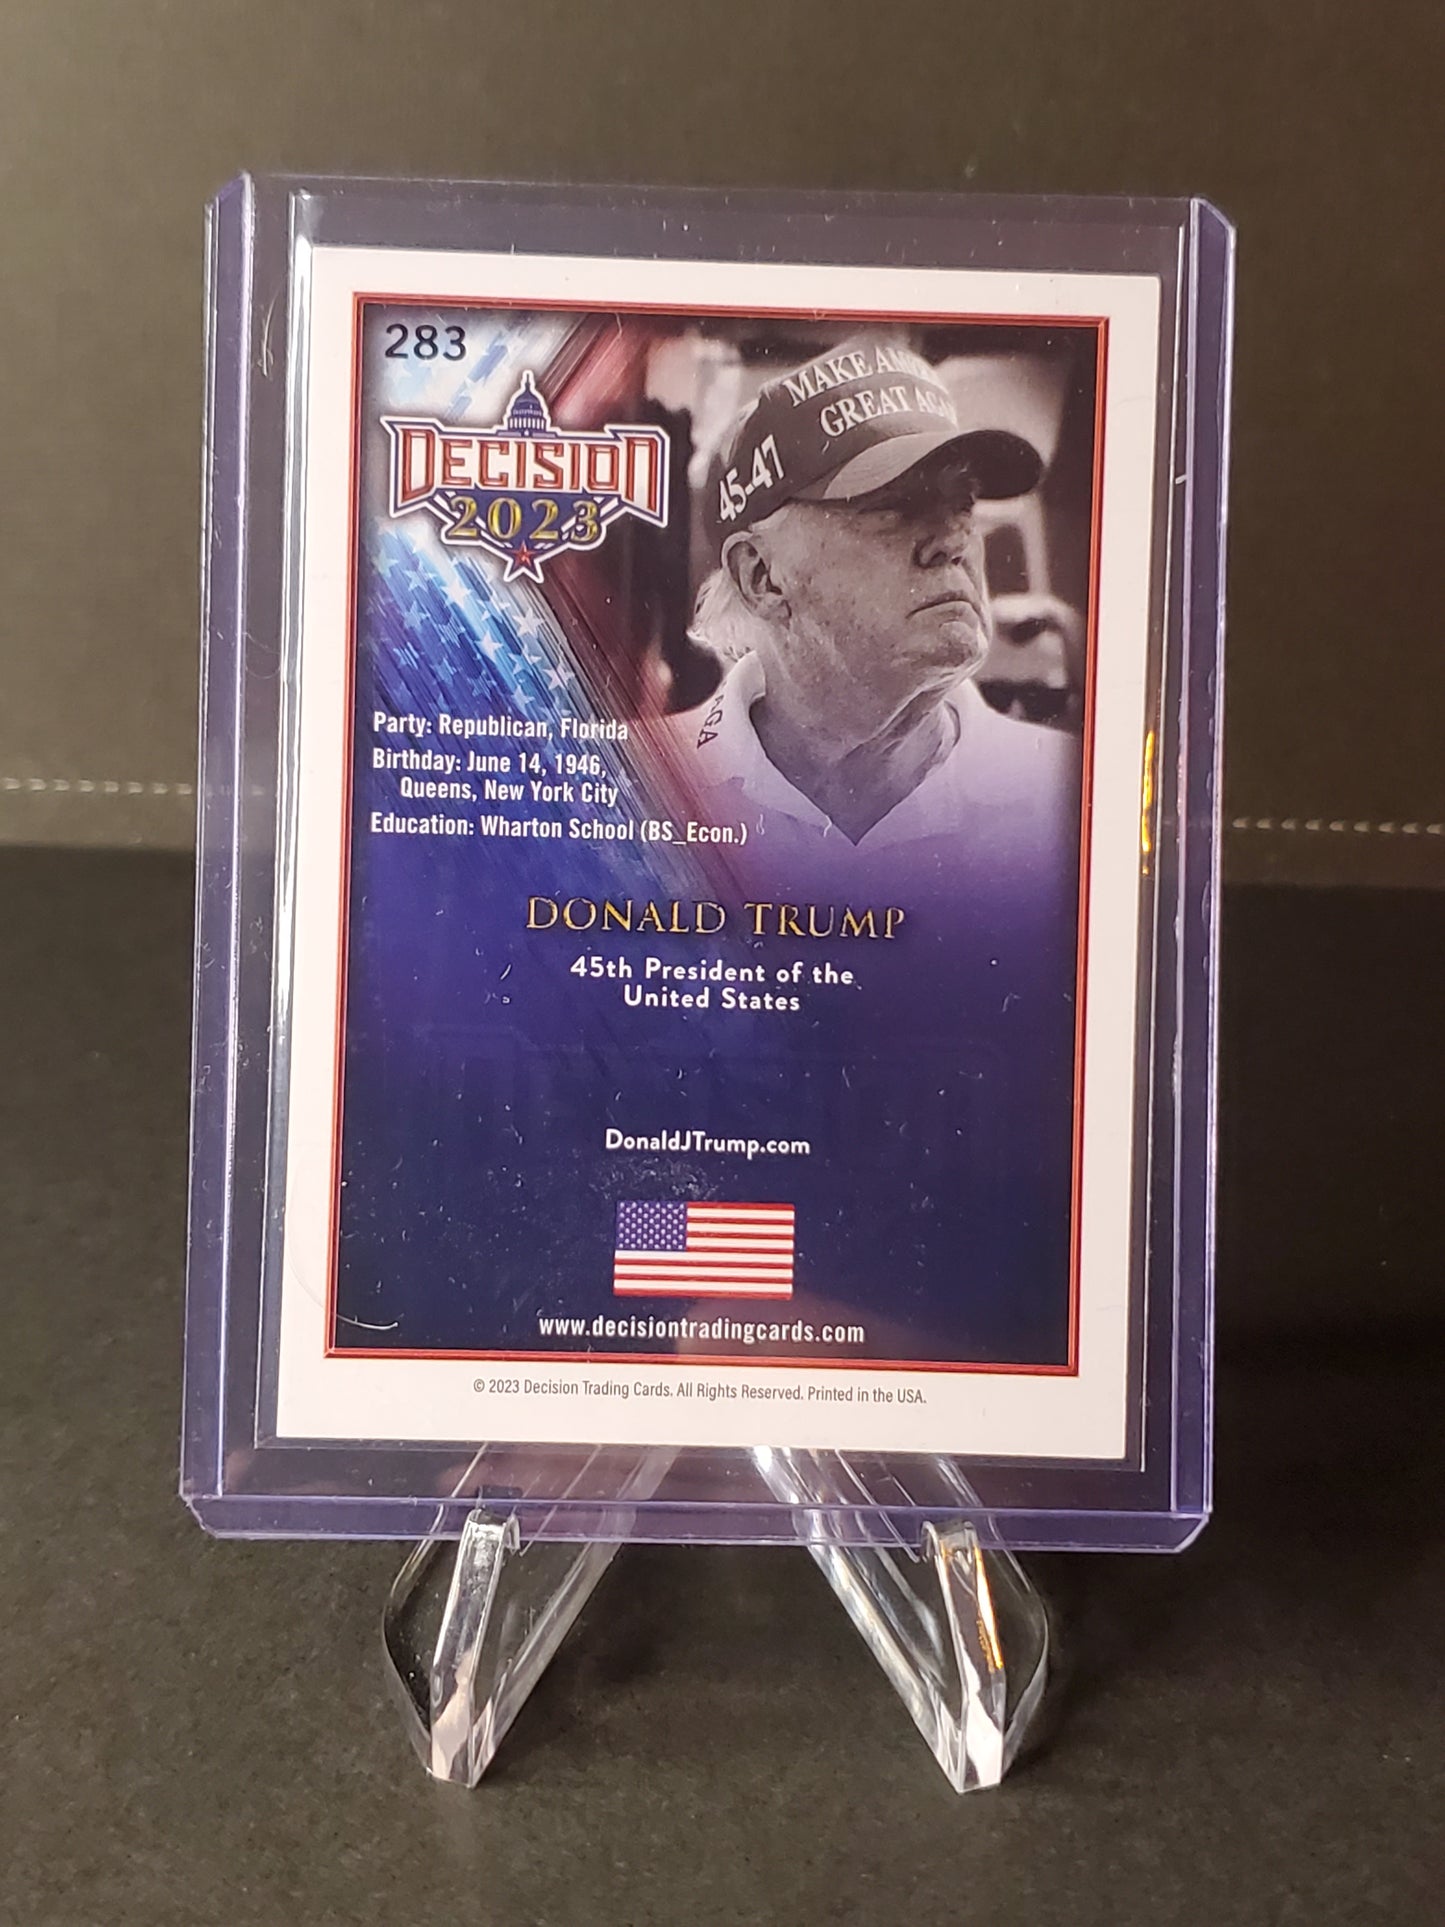 283
DECISION
2023
MAKE
GREAT
45-47
Party: Republican, Florida
Birthday: June 14, 1946,
Queens, New York City
Education: Wharton School (BS_Econ.)
DONALD TRUMP
45th President of the
United States
DonaldJTrump.com
www.decisiontradingcards.com
© 2023 Decision Trading Cards. All Rights Reserved. Printed in the USA.